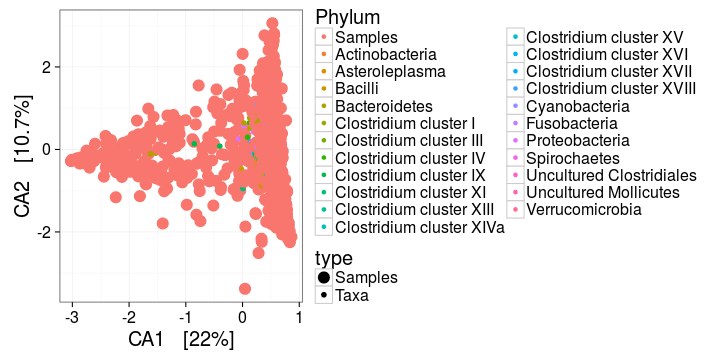 Phylum
Samples
Actinobacteria
Asteroleplasma
Bacilli
Bacteroidetes
Clostridium cluster I
Clostridium cluster III
Clostridium cluster IV
Clostridium cluster IX
Clostridium cluster XI
Clostridium cluster XIII
Clostridium cluster XIVa
Clostridium cluster XV
Clostridium cluster XVI
Clostridium cluster XVII
Clostridium cluster XVIII
Cyanobacteria
Fusobacteria
Proteobacteria
Spirochaetes
Uncultured Clostridiales
Uncultured Mollicutes
Verrucomicrobia
type
Samples
Taxa
CA2 [10.7%]
2
0
-2
-3 -2 -1 0 1
CA1 [22%]